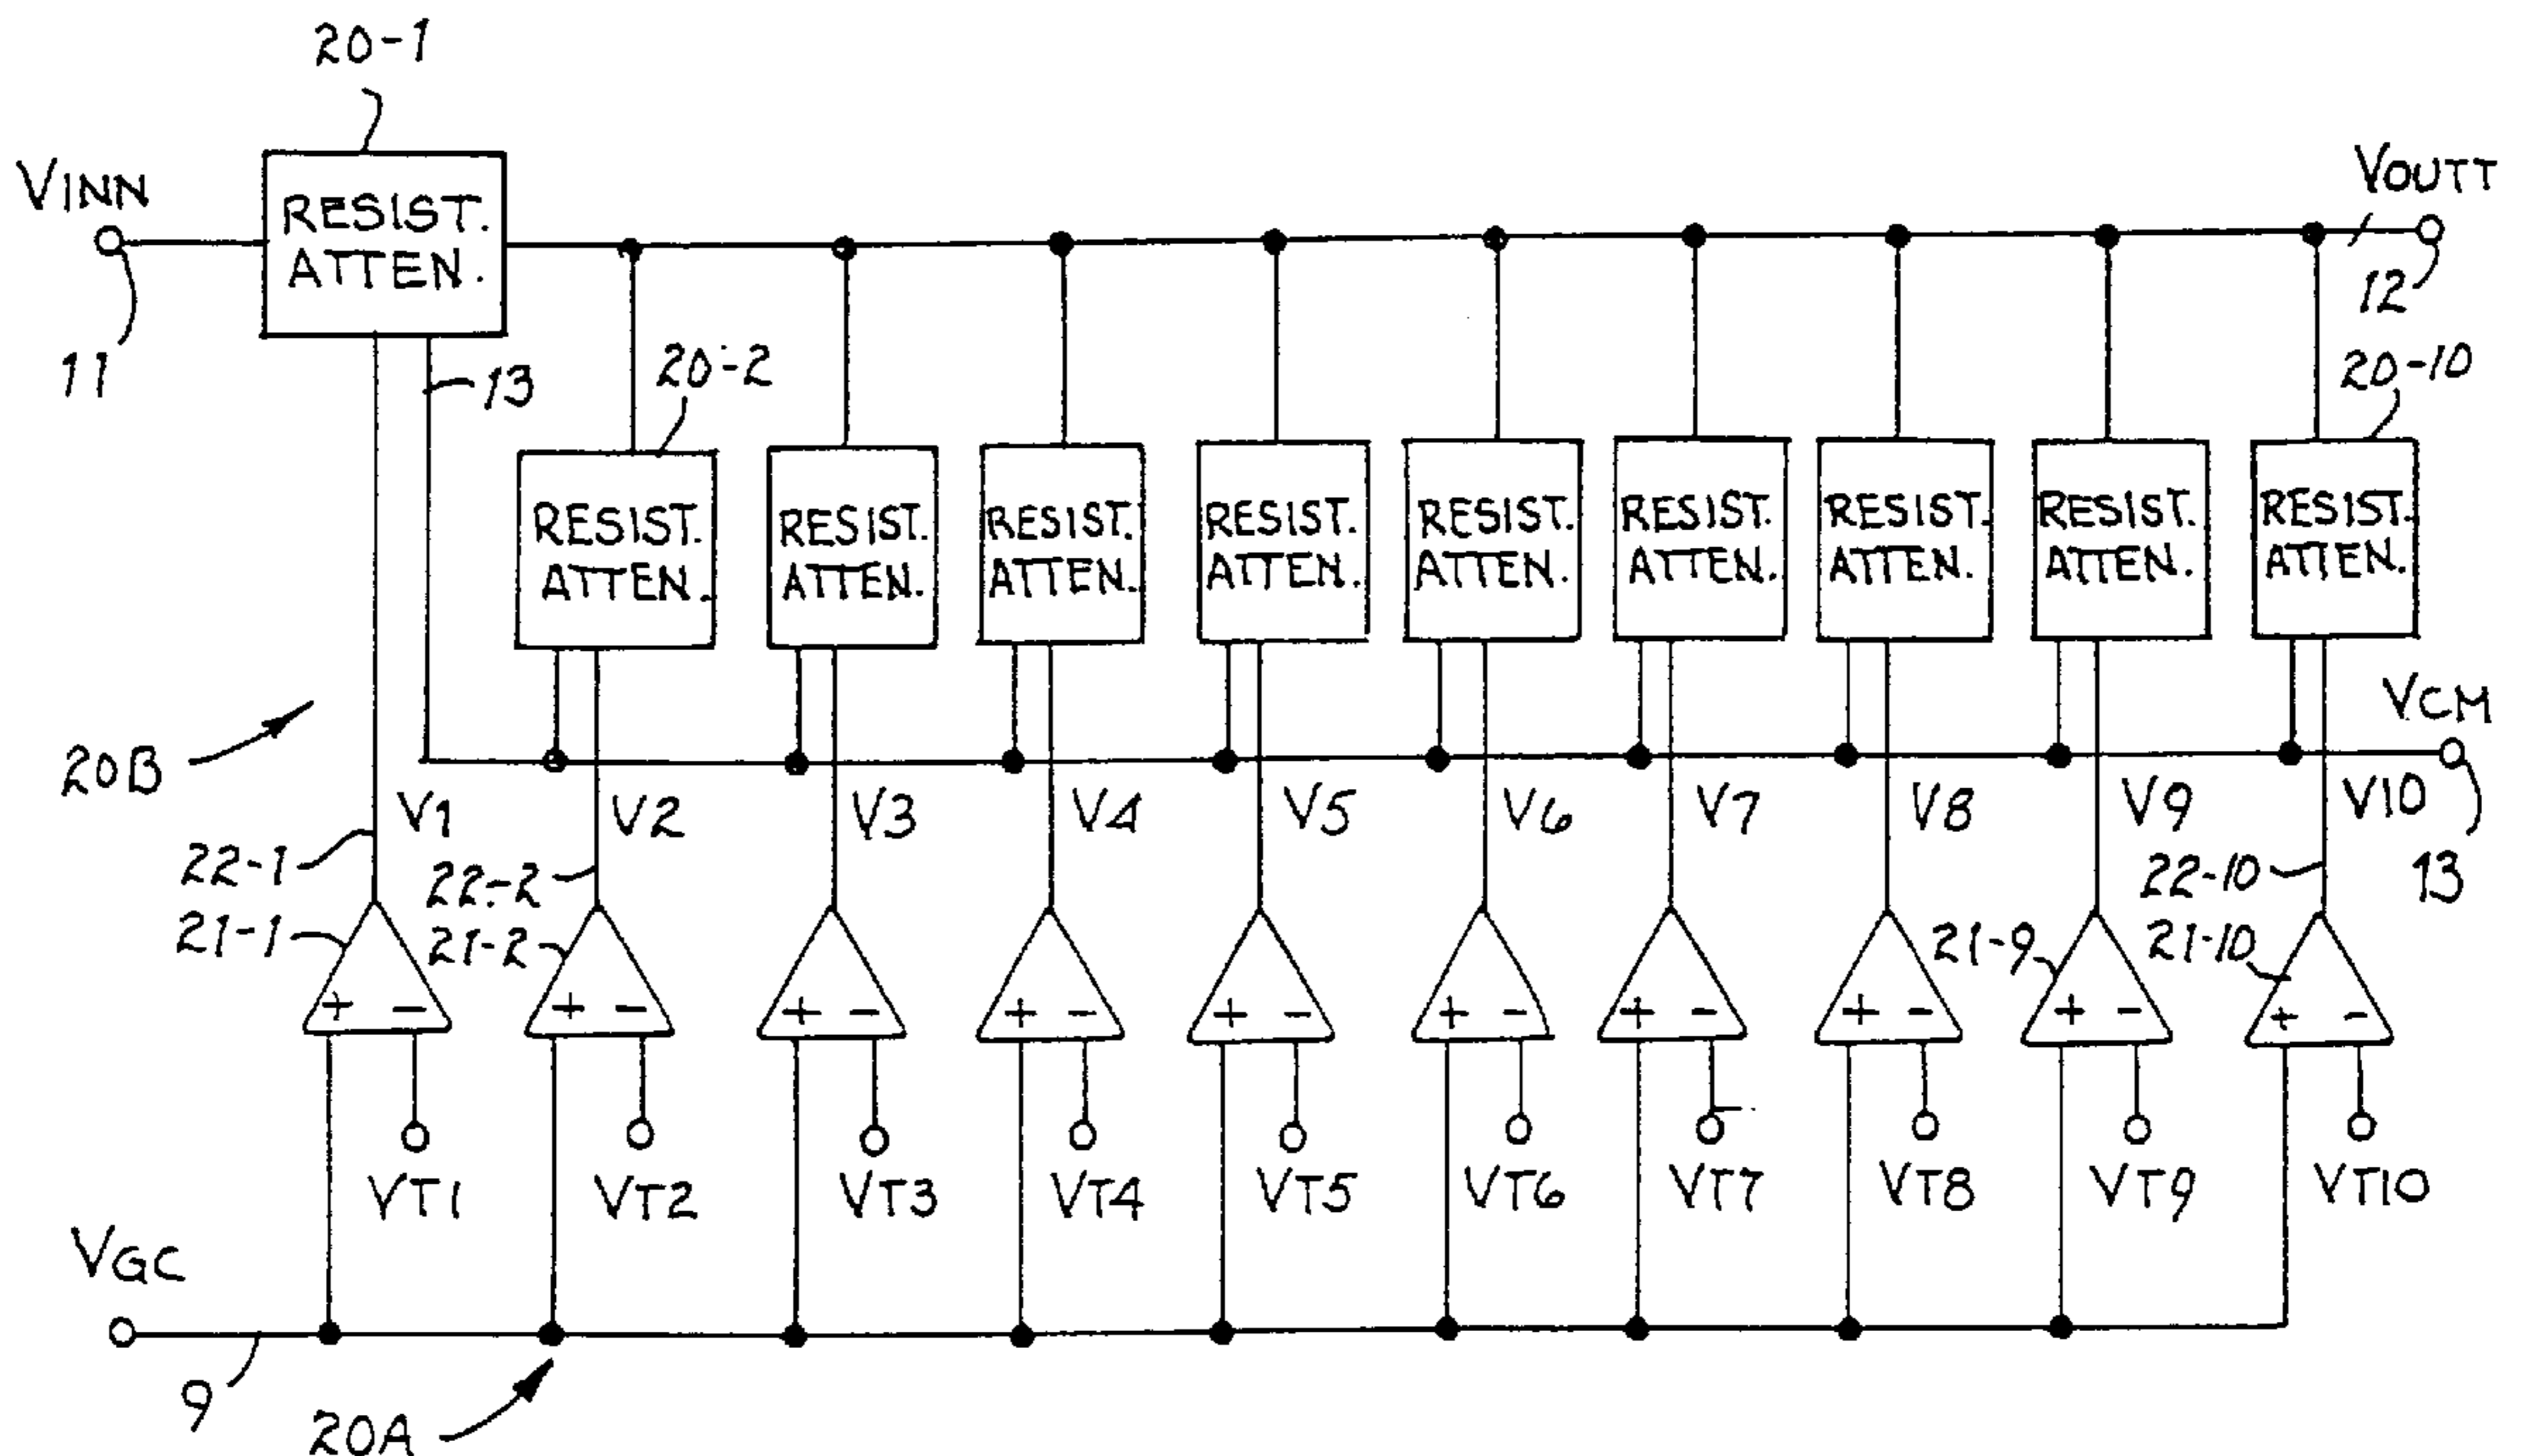 20-1
VINN
RESIST.
ATTEN.
VOUTT
11
12
13
20-2
20-10
RESIST.
ATTEN.
RESIST.
ATTEN.
RESIST.
ATTEN.
RESIST.
ATTEN.
RESIST.
ATTEN.
RESIST.
ATTEN.
RESIST.
ATTEN.
RESIST.
ATTEN.
RESIST.
ATTEN.
VCM
20B
V1 V2 V3 V4 V5 V6 V7 V8 V9 V10
22-1 22-2 22-10 13
21-1 21-2 21-9 21-10
+ - + - + - + - + - + - + - + - + - + -
VT1 VT2 VT3 VT4 VT5 VT6 VT7 VT8 VT9 VT10
VGC
9
20A